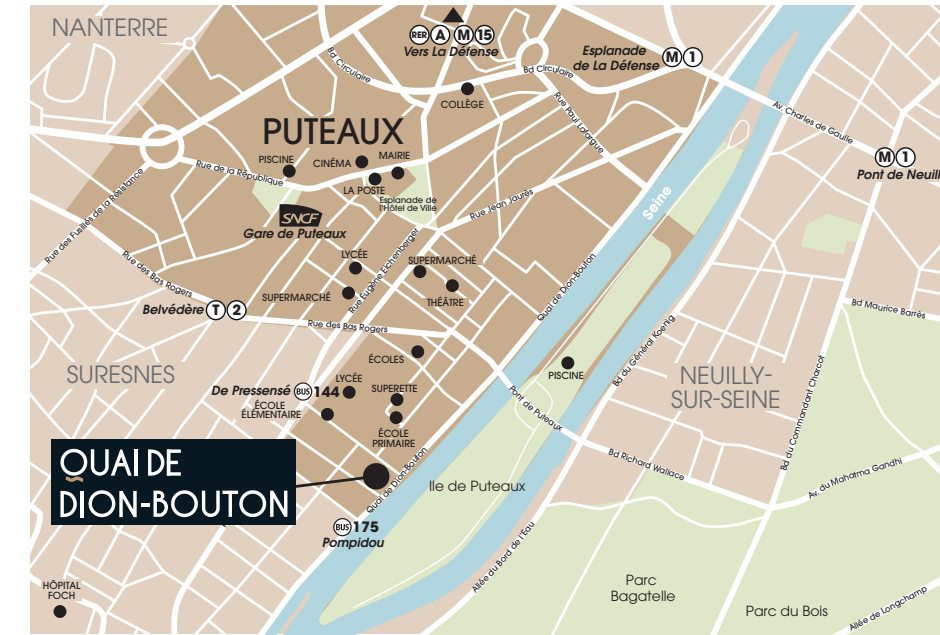 NANTERRE
RER A M 15
Vers La Défense
Esplanade
de La Défense M 1
Bd Circulaire
Bd Circulaire
COLLÈGE
Rue Paul Lafargue
Av. Charles de Gaulle
M 1
Pont de Neuill
PUTEAUX
PISCINE
CINÉMA
MAIRIE
LA POSTE
Rue de la République
Esplanade de
l'Hôtel de Ville
Rue Jean Jaurès
Seine
SNCF
Gare de Puteaux
Rue des Fusillés de la Résistance
Rue des Bas Rogers
LYCÉE
Rue Eugène Eichenberger
SUPERMARCHÉ
SUPERMARCHÉ
THÉÂTRE
Quai de Dion-Bouton
Belvédère T 2
Rue des Bas Rogers
Bd Maurice Barrès
Bd du Général Koenig
SURESNES
ÉCOLES
PISCINE
NEUILLY-
SUR-SEINE
De Pressensé BUS 144
LYCÉE
SUPERETTE
ÉCOLE
ÉLÉMENTAIRE
ÉCOLE
PRIMAIRE
Pont de Puteaux
Bd du Commandant Charcot
Bd Richard Wallace
Av. du Mahatma Gandhi
QUAI DE
DION-BOUTON
Quai de Dion-Bouton
Ile de Puteaux
BUS 175
Pompidou
Allée du Bord de l'Eau
HÔPITAL
FOCH
Parc
Bagatelle
Parc du Bois
Allée de Longchamp